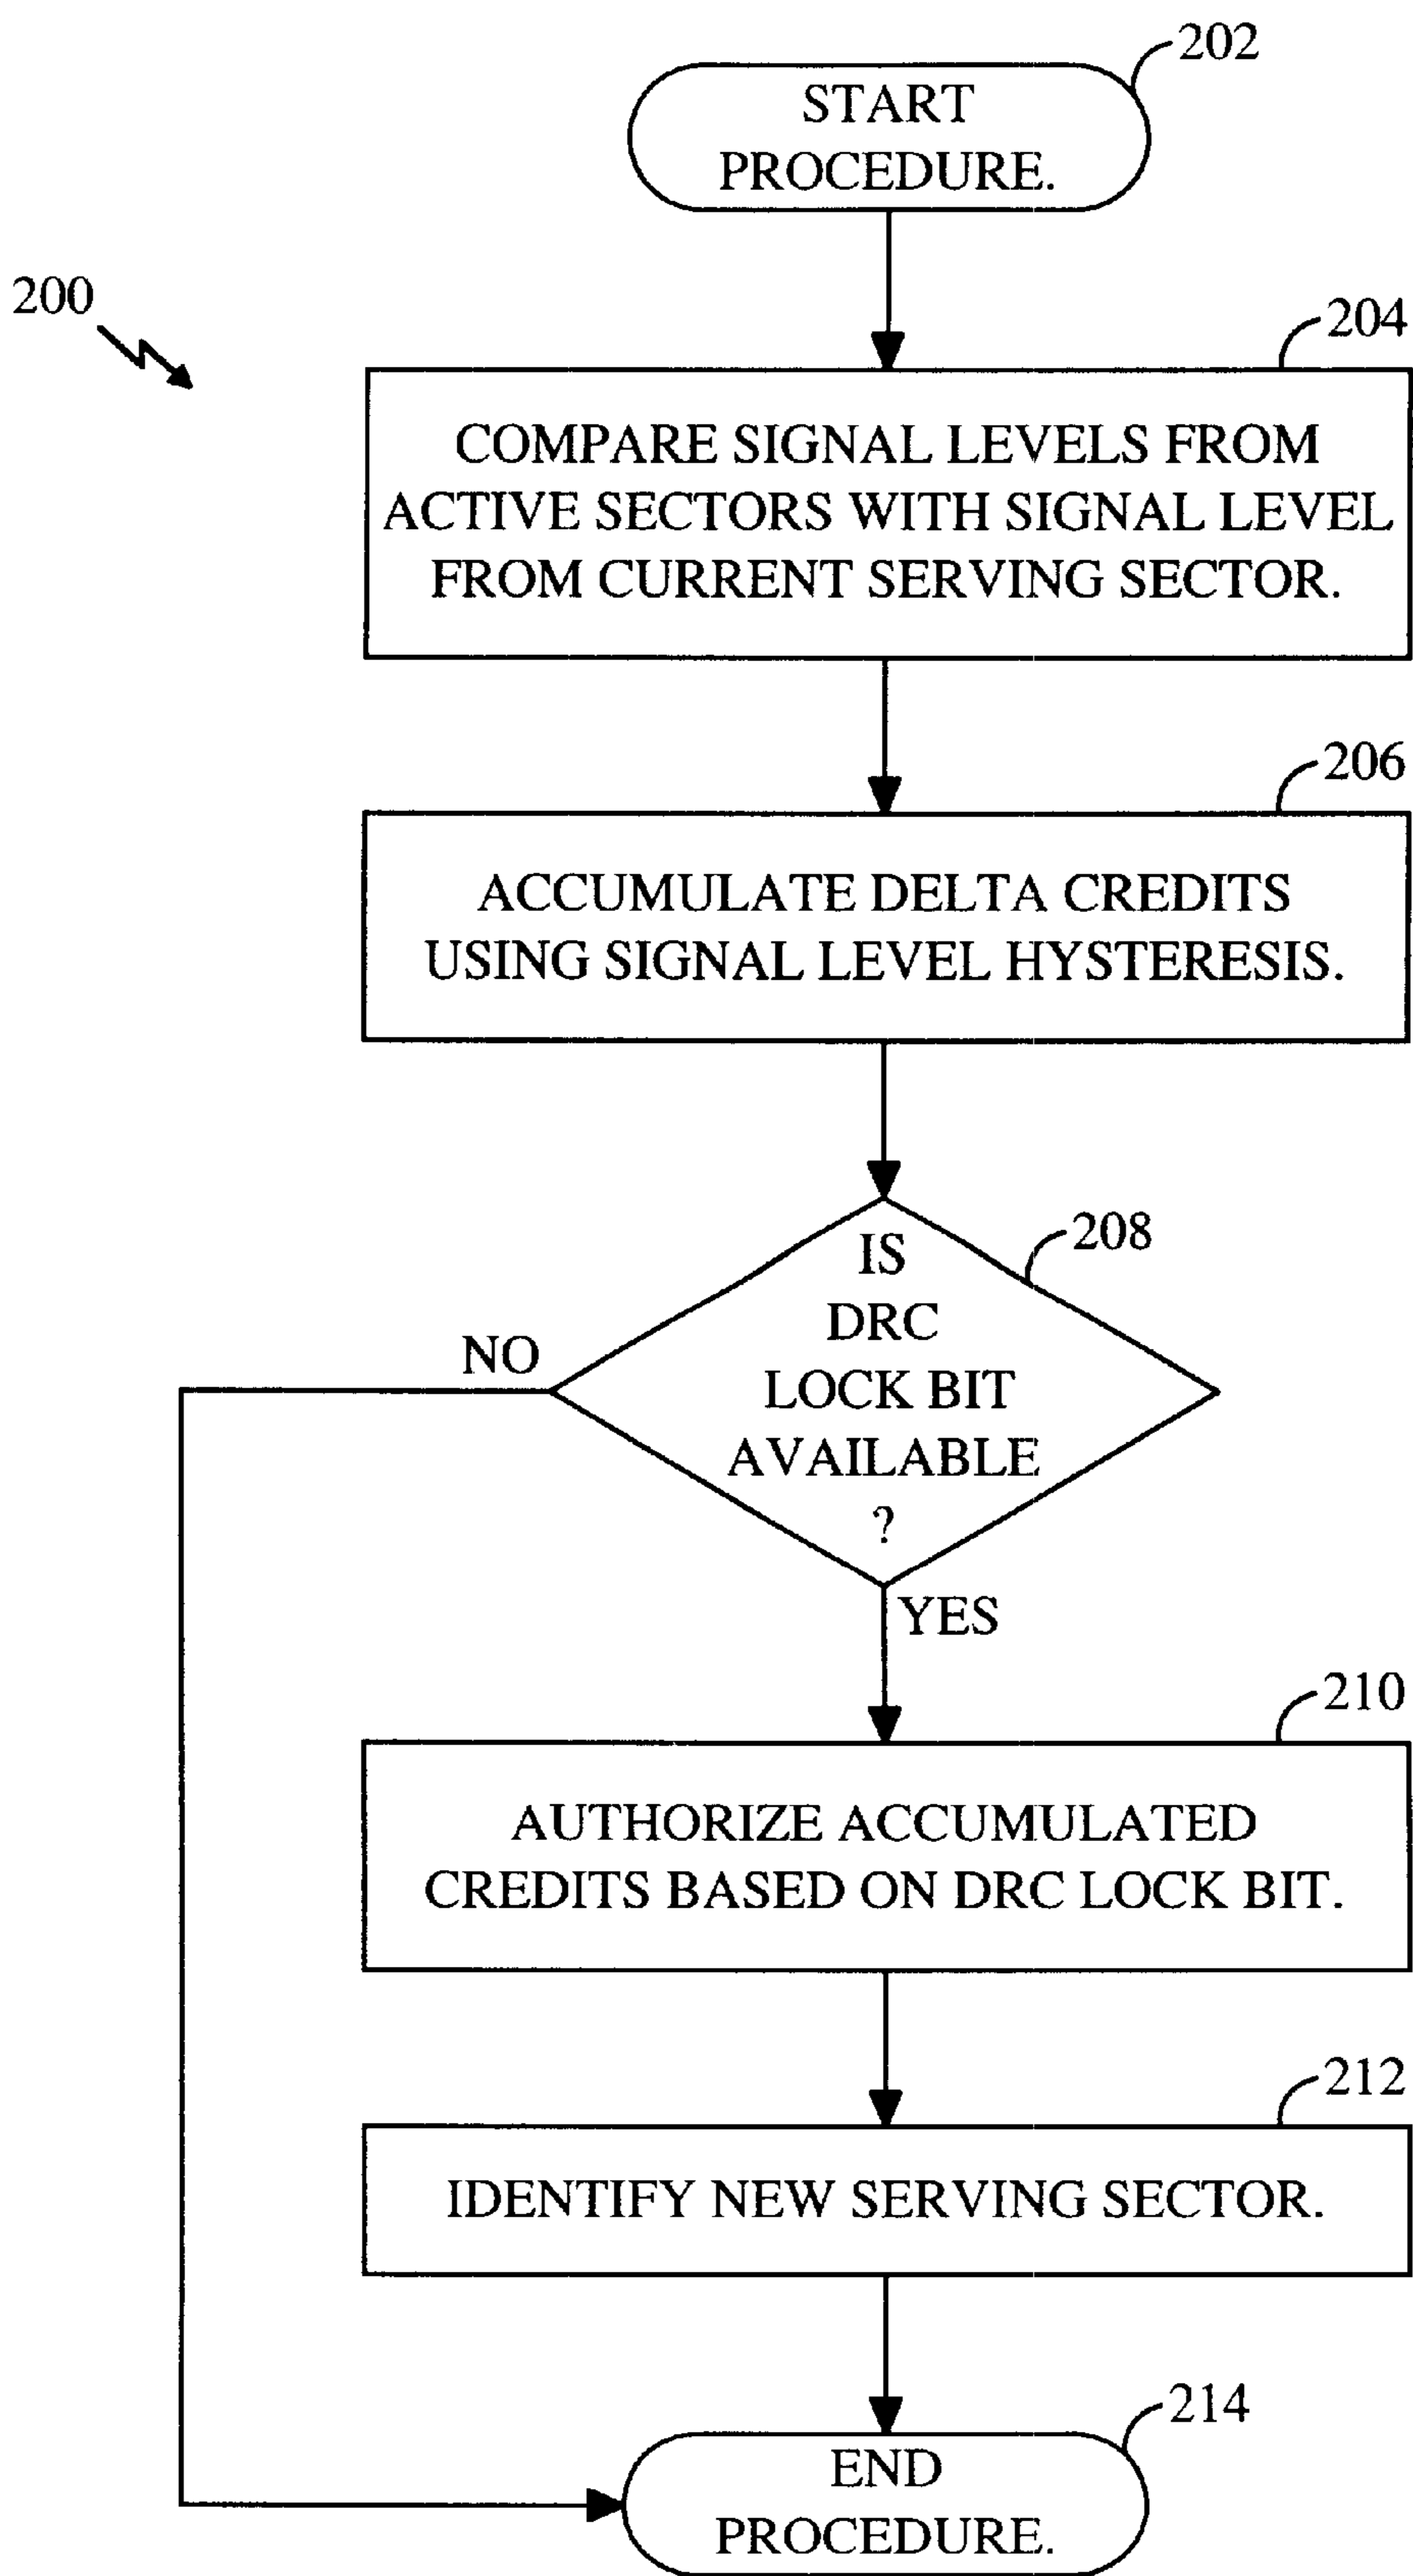 202
START
PROCEDURE.
200
204
COMPARE SIGNAL LEVELS FROM
ACTIVE SECTORS WITH SIGNAL LEVEL
FROM CURRENT SERVING SECTOR.
206
ACCUMULATE DELTA CREDITS
USING SIGNAL LEVEL HYSTERESIS.
208
IS
DRC
LOCK BIT
AVAILABLE
?
NO
YES
210
AUTHORIZE ACCUMULATED
CREDITS BASED ON DRC LOCK BIT.
212
IDENTIFY NEW SERVING SECTOR.
214
END
PROCEDURE.